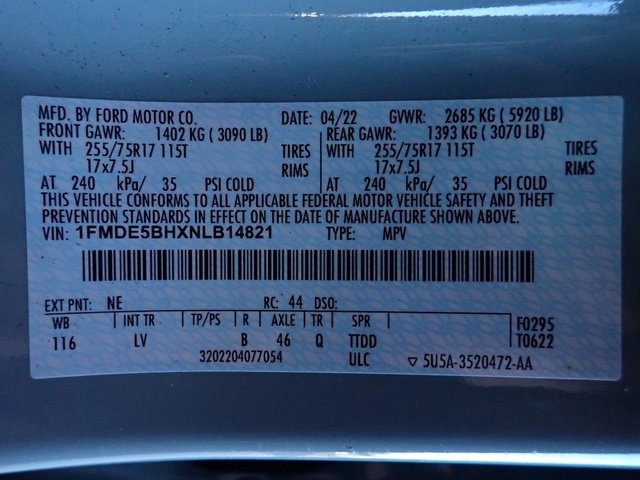 MFD. BY FORD MOTOR CO. DATE: 04/22 GVWR: 2685 KG ( 5920 LB)
FRONT GAWR: 1402 KG ( 3090 LB) REAR GAWR: 1393 KG ( 3070 LB)
WITH 255/75R17 115T TIRES WITH 255/75R17 115T TIRES
17x7.5J RIMS 17x7.5J RIMS
AT 240 kPa/ 35 PSI COLD AT 240 kPa/ 35 PSI COLD
THIS VEHICLE CONFORMS TO ALL APPLICABLE FEDERAL MOTOR VEHICLE SAFETY AND THEFT
PREVENTION STANDARDS IN EFFECT ON THE DATE OF MANUFACTURE SHOWN ABOVE.
VIN: 1FMDE5BHXNLB14821 TYPE: MPV
EXT PNT: NE RC: 44 DSO:
WB INT TR TP/PS R AXLE TR SPR F0295
116 LV B 46 Q TTDD T0622
3202204077054 ULC ▽ 5U5A-3520472-AA